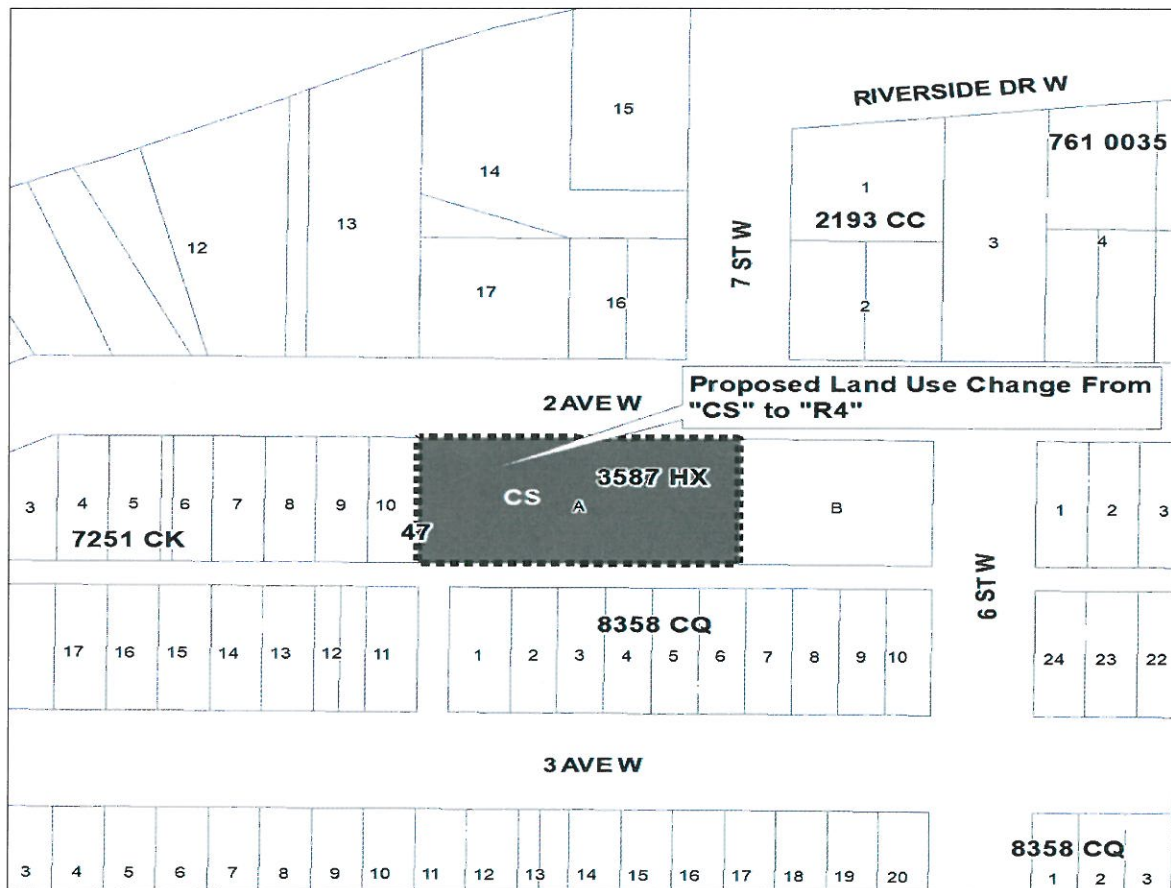 RIVERSIDE DR W
15
761 0035
14
1
2193 CC
13
12
3
4
7 ST W
17
16
2
Proposed Land Use Change From
"CS" to "R4"
2 AVE W
3587 HX
CS
A
B
3 4 5 6 7 8 9 10
47
7251 CK
1 2 3
6 ST W
8358 CQ
17 16 15 14 13 12 11
1 2 3 4 5 6 7 8 9 10
24 23 22
3 AVE W
8358 CQ
3 4 5 6 7 8 9 10 11 12 13 14 15 16 17 18 19 20
1 2 3